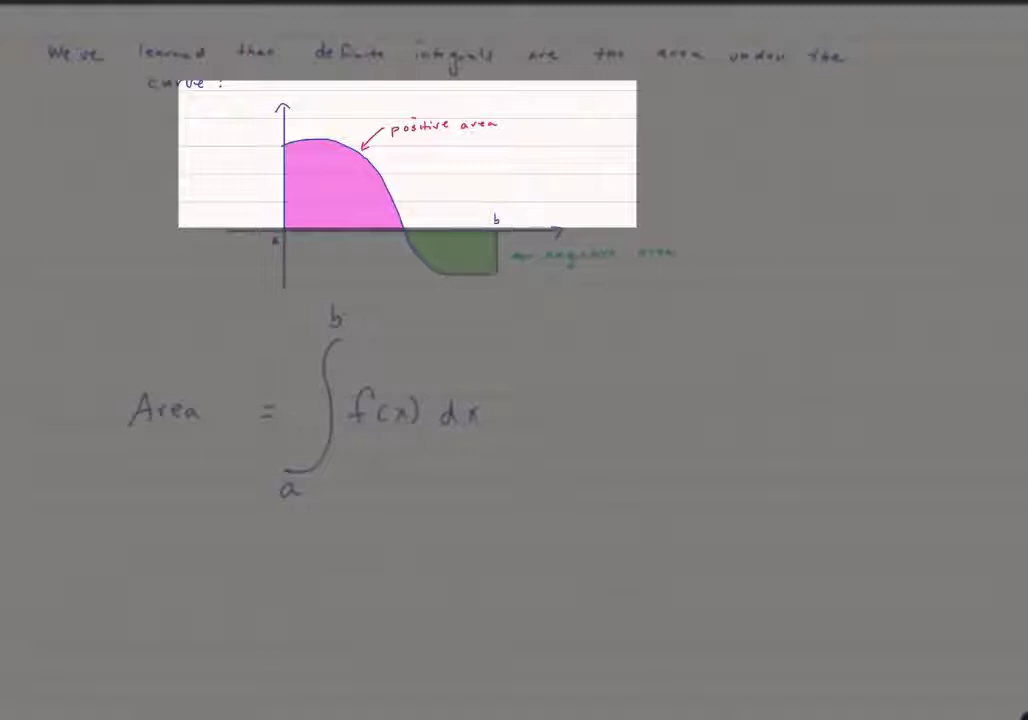 We've learned that definite integrals are the area under the
curve :
positive area
b
a
negative area
b
Area = ∫ f(x) dx
a